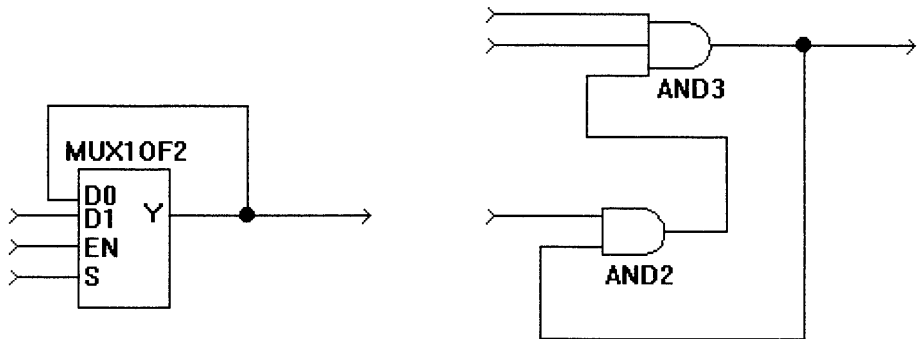 MUX1OF2
D0
D1
EN
S
Y
AND3
AND2